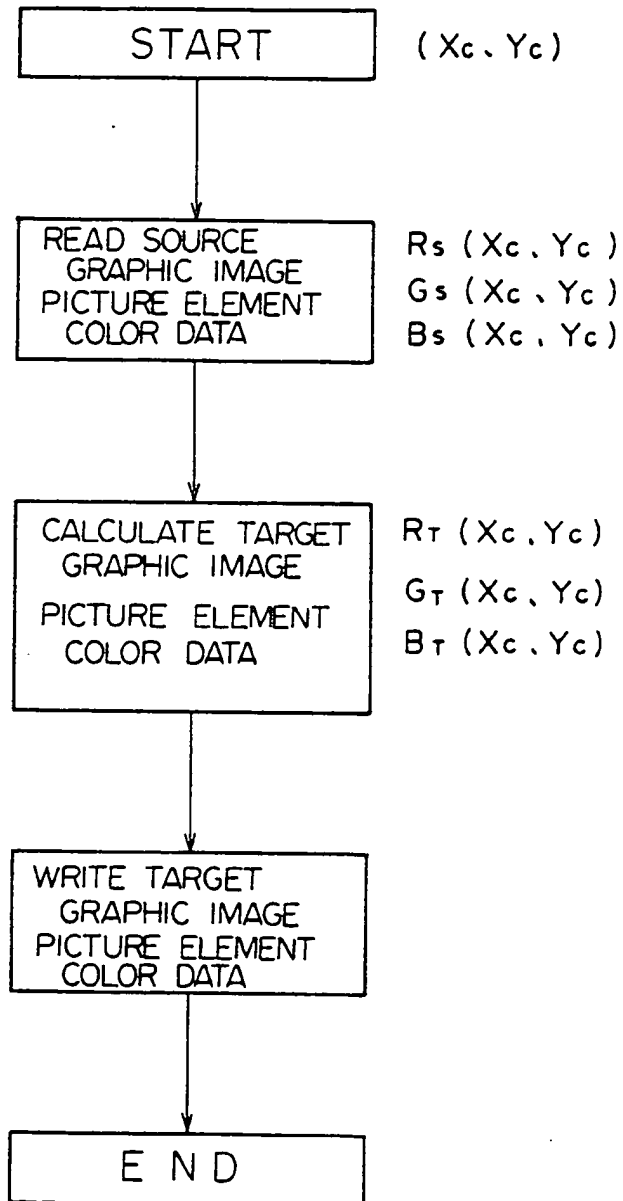 START
(Xc、Yc)
READ SOURCE
GRAPHIC IMAGE
PICTURE ELEMENT
COLOR DATA
Rs (Xc、Yc)
Gs (Xc、Yc)
Bs (Xc、Yc)
CALCULATE TARGET
GRAPHIC IMAGE
PICTURE ELEMENT
COLOR DATA
RT (Xc、Yc)
GT (Xc、Yc)
BT (Xc、Yc)
WRITE TARGET
GRAPHIC IMAGE
PICTURE ELEMENT
COLOR DATA
END